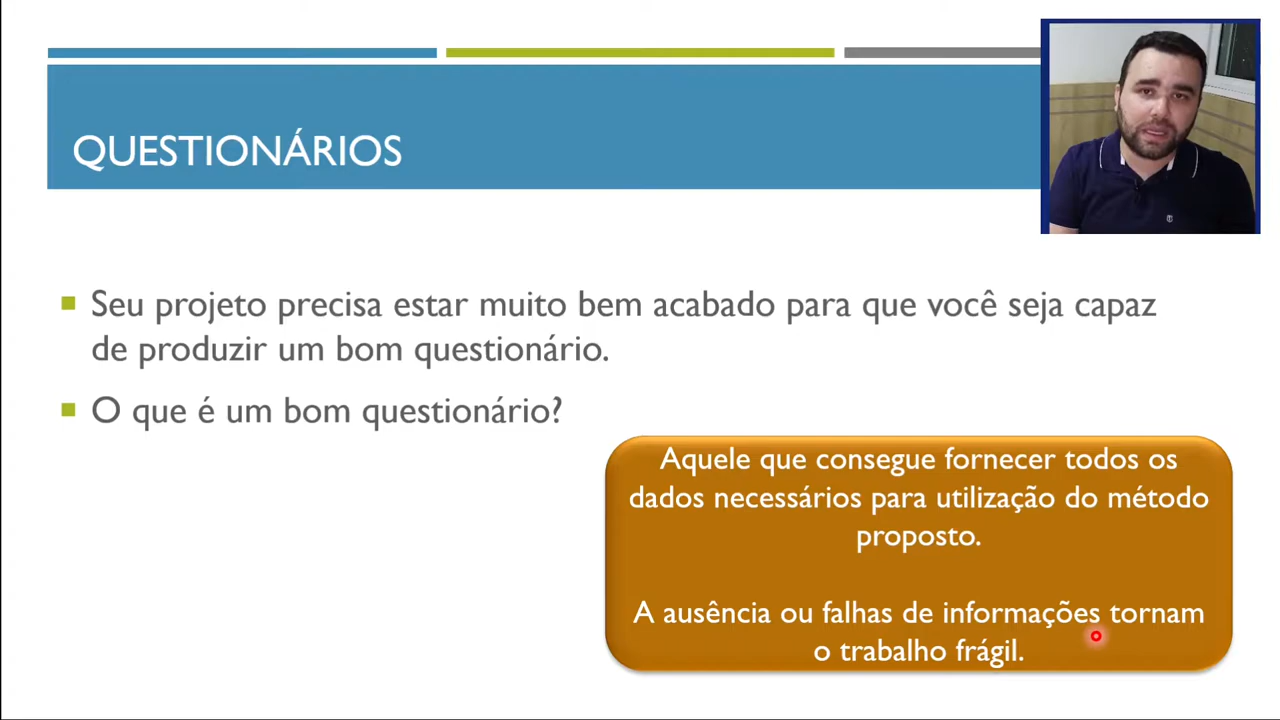 QUESTIONÁRIOS
Seu projeto precisa estar muito bem acabado para que você seja capaz
de produzir um bom questionário.
O que é um bom questionário?
Aquele que consegue fornecer todos os
dados necessários para utilização do método
proposto.
A ausência ou falhas de informações tornam
o trabalho frágil.